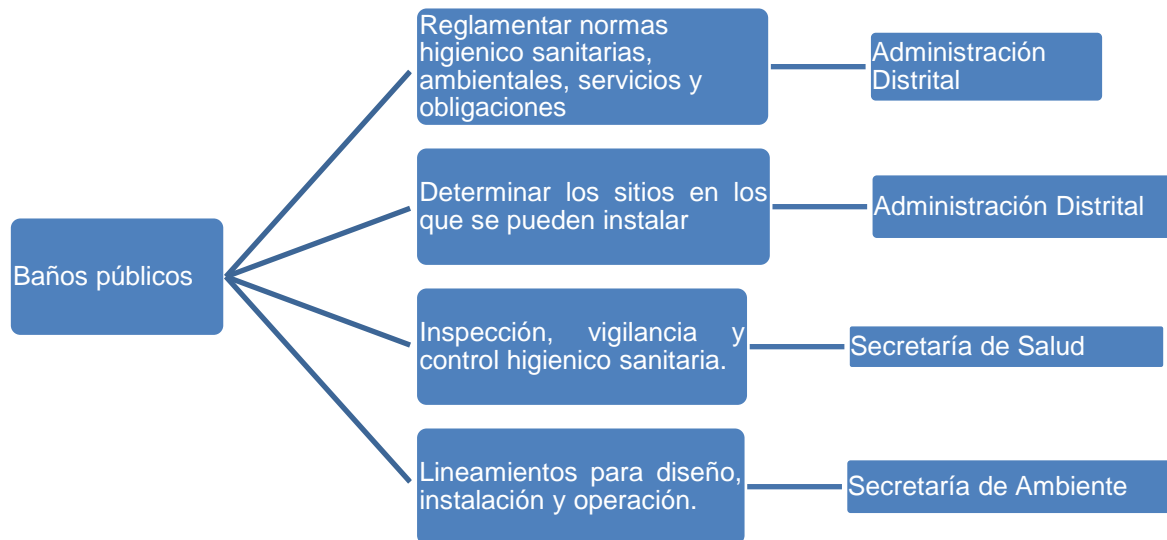 Baños públicos
Reglamentar normas
higienico sanitarias,
ambientales, servicios y
obligaciones
Administración
Distrital
Determinar los sitios en los
que se pueden instalar
Administración Distrital
Inspección, vigilancia y
control higienico sanitaria.
Secretaría de Salud
Lineamientos para diseño,
instalación y operación.
Secretaría de Ambiente